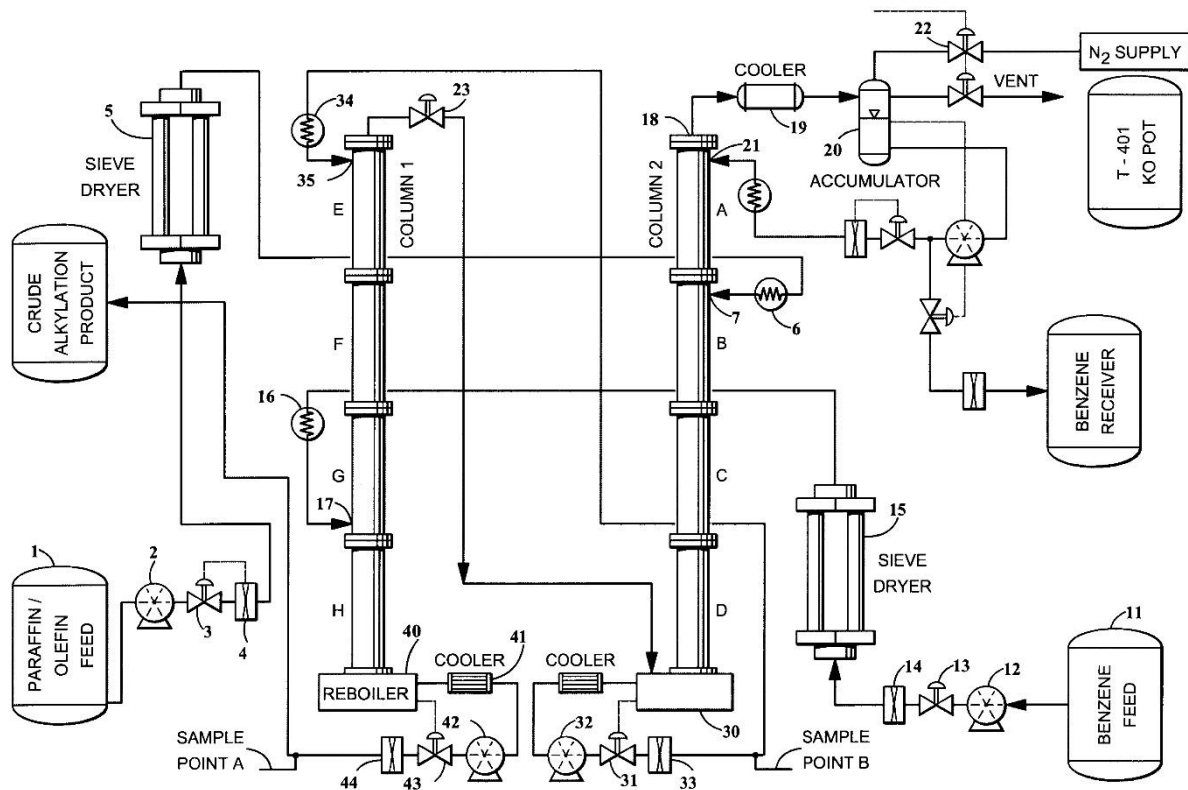 22
N2 SUPPLY
COOLER
VENT
5
34
23
18
19
20
21
T - 401
KO POT
SIEVE
DRYER
35
COLUMN 1
COLUMN 2
ACCUMULATOR
E
A
CRUDE
ALKYLATION
PRODUCT
7
6
F
B
16
BENZENE
RECEIVER
G
C
17
15
SIEVE
DRYER
1
2
3
4
PARAFFIN /
OLEFIN
FEED
H
D
40
COOLER
41
COOLER
REBOILER
30
14
13
12
11
BENZENE
FEED
SAMPLE
POINT A
42
44
43
32
31
33
SAMPLE
POINT B